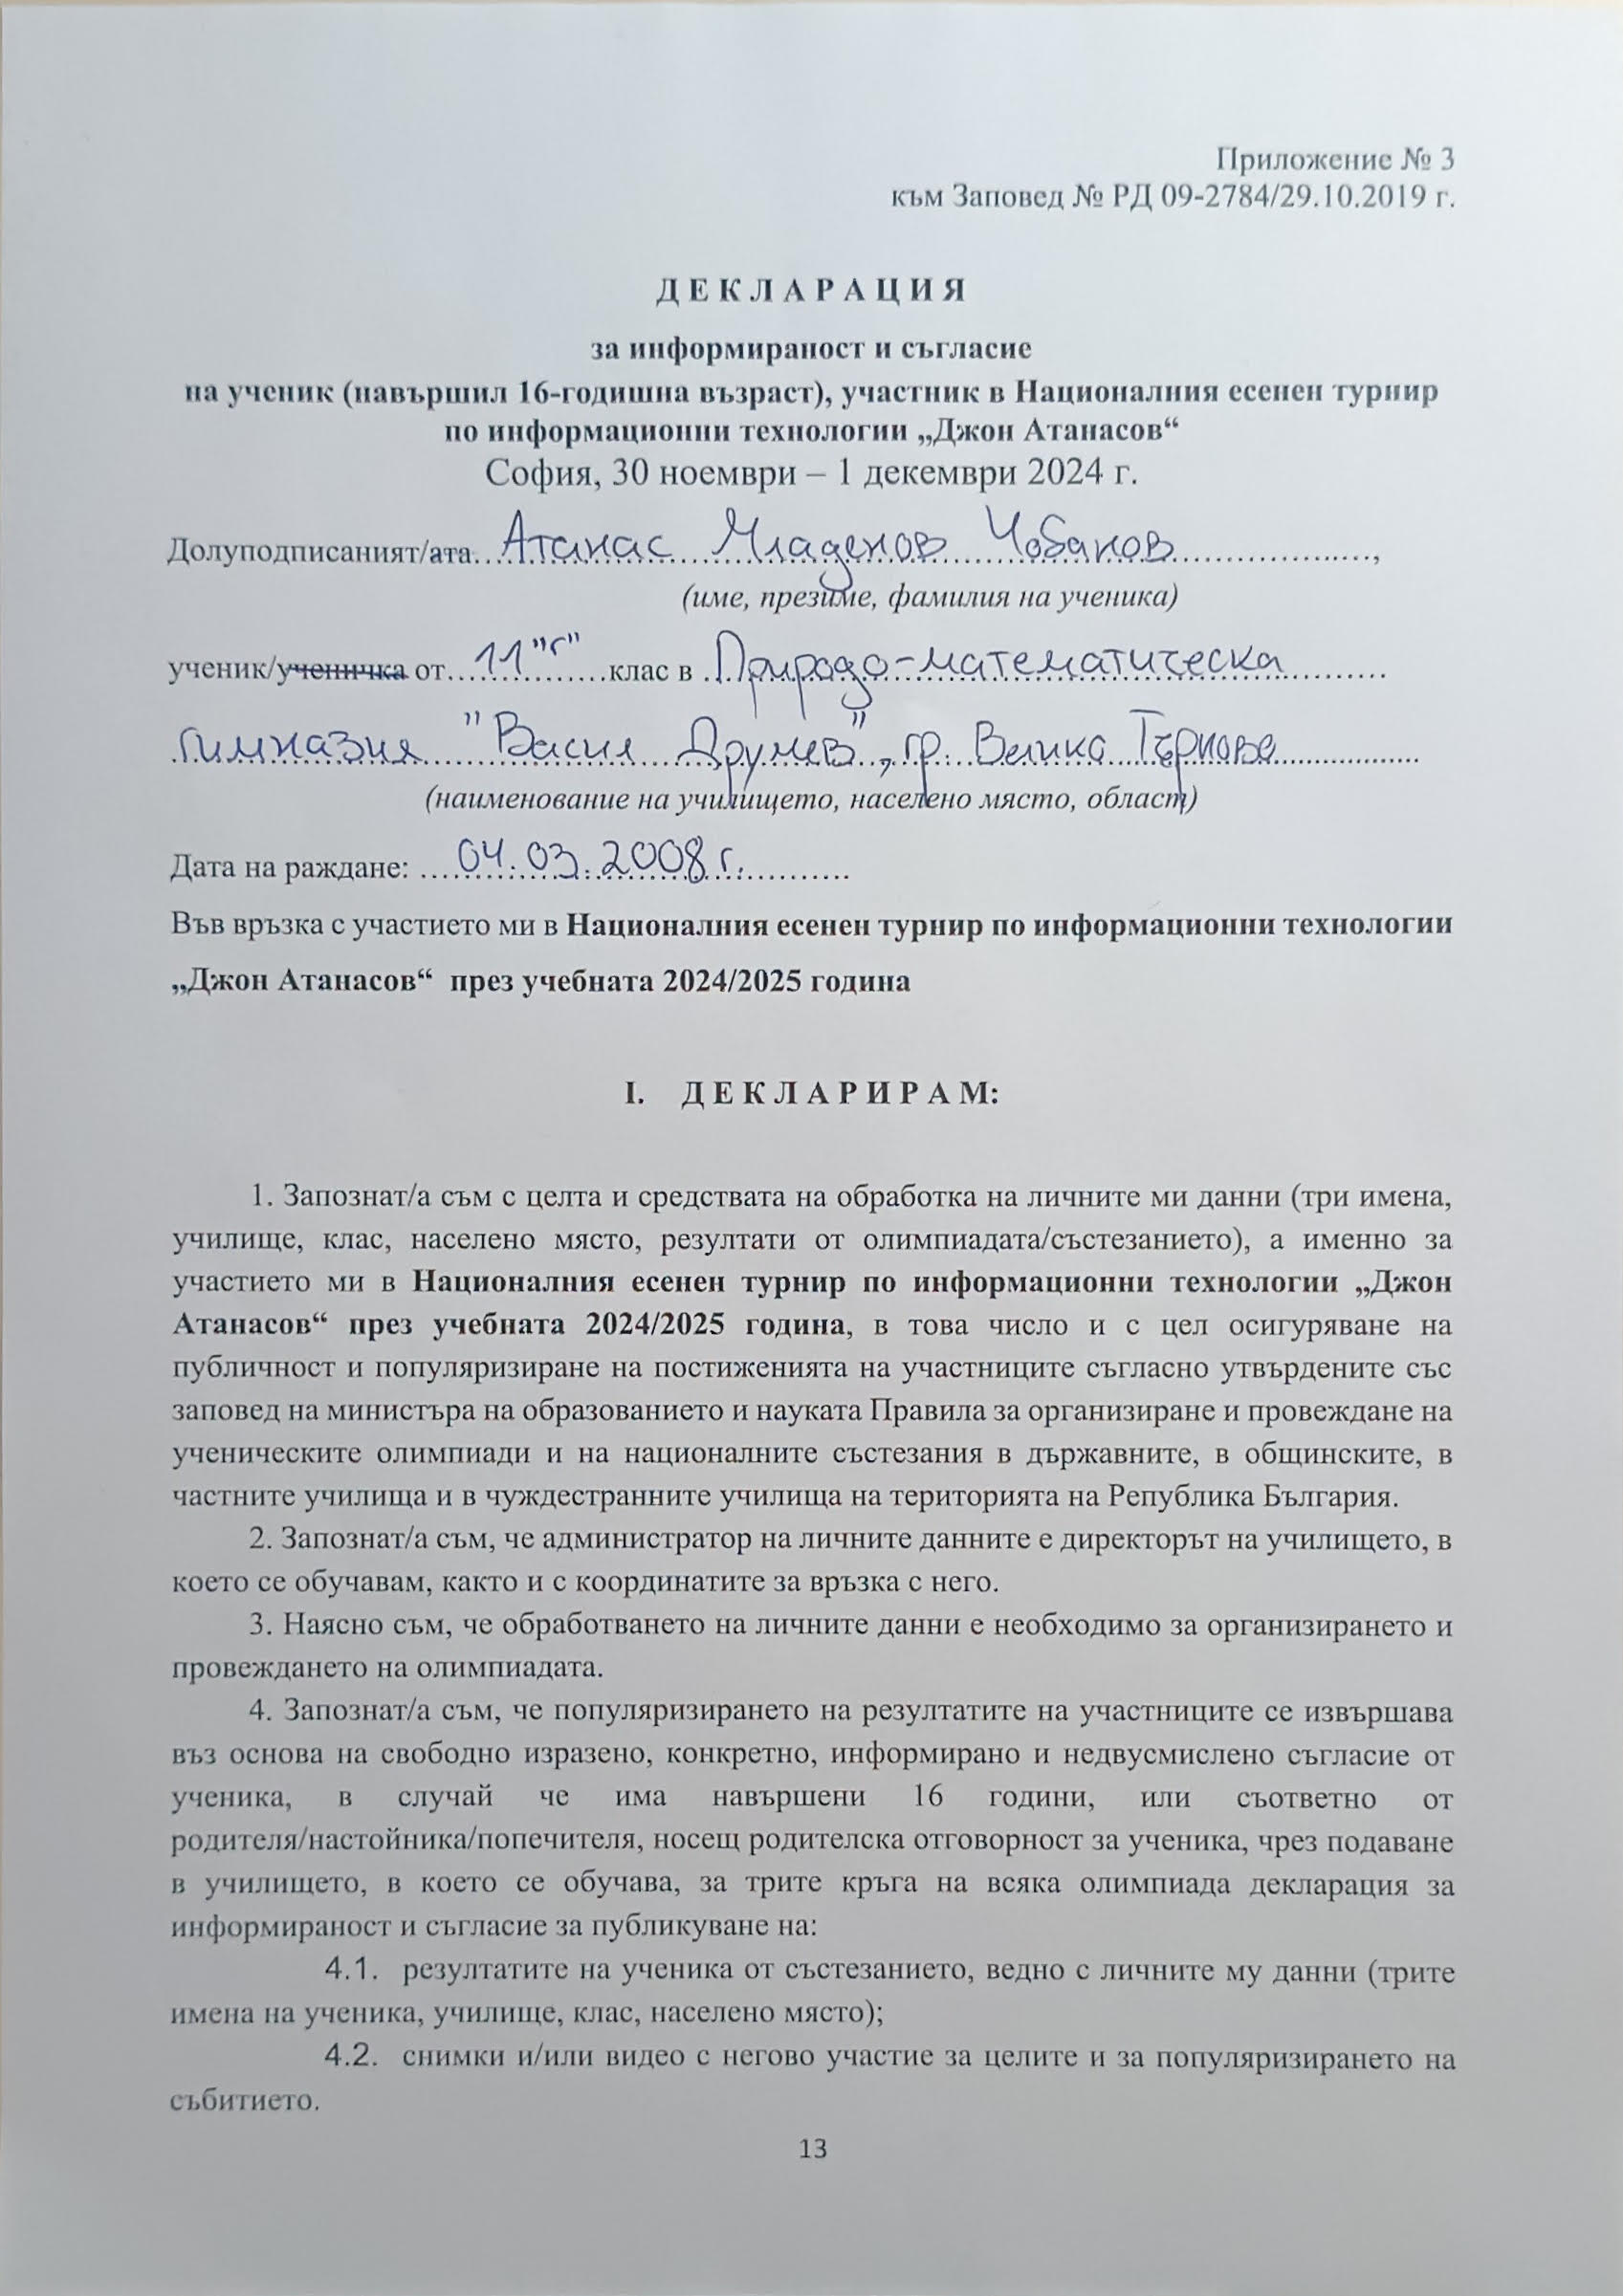 Приложение № 3
към Заповед № РД 09-2784/29.10.2019 г.
Д Е К Л А Р А Ц И Я
за информираност и съгласие
на ученик (навършил 16-годишна възраст), участник в Националния есенен турнир
по информационни технологии „Джон Атанасов“
София, 30 ноември – 1 декември 2024 г.
Долуподписаният/ата...Атанас Младенов Чобанов...,
(име, презиме, фамилия на ученика)
ученик/ученичка от...11 "г"...клас в ..Природо-математическа...
гимназия "Васил Друмев", гр. Велико Търново...
(наименование на училището, населено място, област)
Дата на раждане: ...04.03.2008 г....
Във връзка с участието ми в Националния есенен турнир по информационни технологии
„Джон Атанасов“ през учебната 2024/2025 година
I. Д Е К Л А Р И Р А М:
1. Запознат/а съм с целта и средствата на обработка на личните ми данни (три имена,
училище, клас, населено място, резултати от олимпиадата/състезанието), а именно за
участието ми в Националния есенен турнир по информационни технологии „Джон
Атанасов“ през учебната 2024/2025 година, в това число и с цел осигуряване на
публичност и популяризиране на постиженията на участниците съгласно утвърдените със
заповед на министъра на образованието и науката Правила за организиране и провеждане на
ученическите олимпиади и на националните състезания в държавните, в общинските, в
частните училища и в чуждестранните училища на територията на Република България.
2. Запознат/а съм, че администратор на личните данните е директорът на училището, в
което се обучавам, както и с координатите за връзка с него.
3. Наясно съм, че обработването на личните данни е необходимо за организирането и
провеждането на олимпиадата.
4. Запознат/а съм, че популяризирането на резултатите на участниците се извършава
въз основа на свободно изразено, конкретно, информирано и недвусмислено съгласие от
ученика, в случай че има навършени 16 години, или съответно от
родителя/настойника/попечителя, носещ родителска отговорност за ученика, чрез подаване
в училището, в което се обучава, за трите кръга на всяка олимпиада декларация за
информираност и съгласие за публикуване на:
4.1. резултатите на ученика от състезанието, ведно с личните му данни (трите
имена на ученика, училище, клас, населено място);
4.2. снимки и/или видео с негово участие за целите и за популяризирането на
събитието.
13